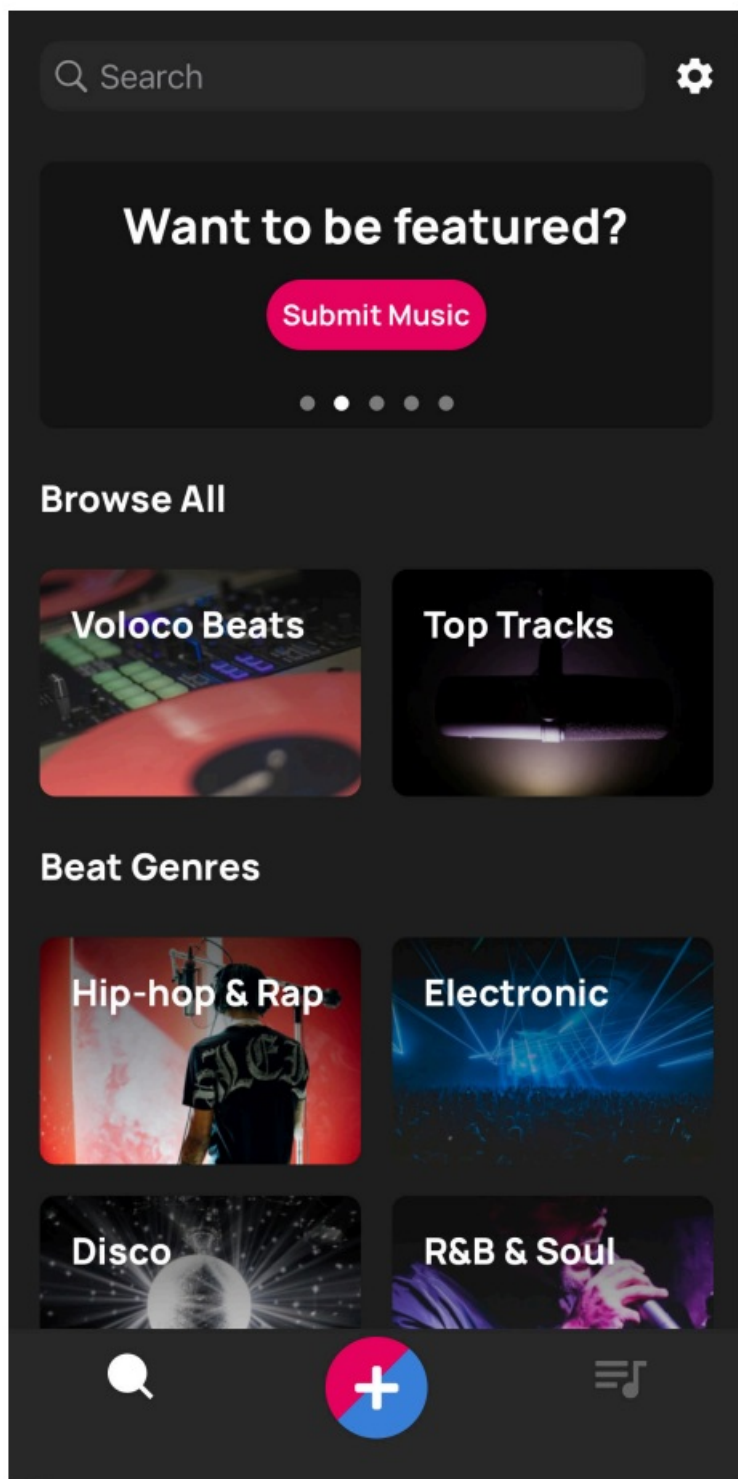 Search
Want to be featured?
Submit Music
Browse All
Voloco Beats
Top Tracks
Beat Genres
Hip-hop & Rap
Electronic
Disco
R&B & Soul